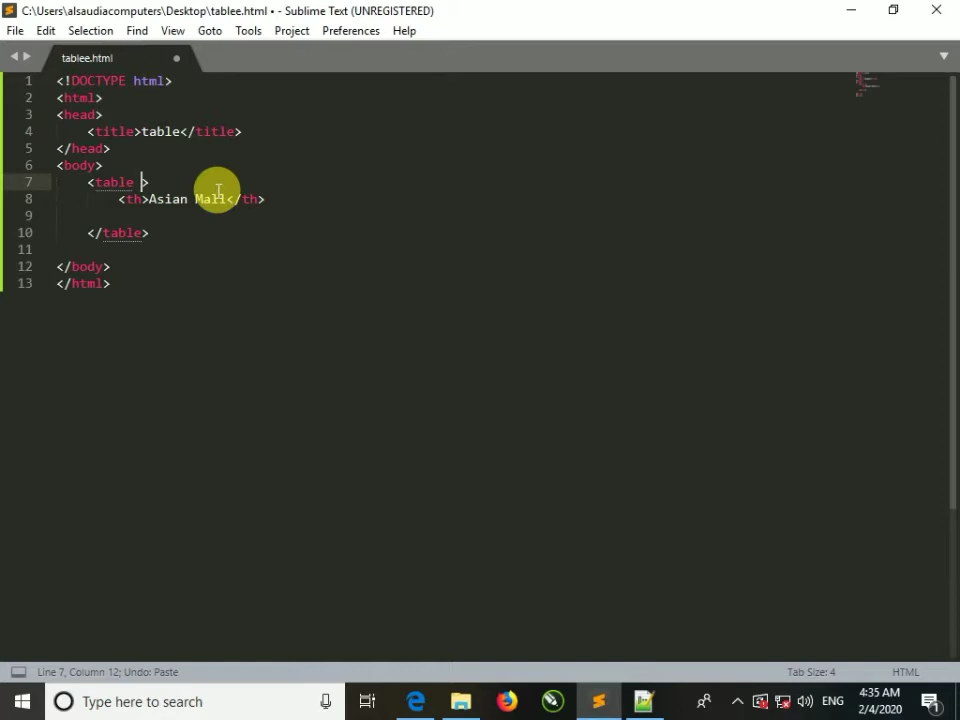 C:\Users\alsaudiacomputers\Desktop\tablee.html • - Sublime Text (UNREGISTERED)
File Edit Selection Find View Goto Tools Project Preferences Help
tablee.html
1 <!DOCTYPE html>
2 <html>
3 <head>
4 <title>table</title>
5 </head>
6 <body>
7 <table >
8 <th>Asian Mall</th>
9
10 </table>
11
12 </body>
13 </html>
Line 7, Column 12; Undo: Paste Tab Size: 4 HTML
Type here to search ENG 4:35 AM
2/4/2020 1